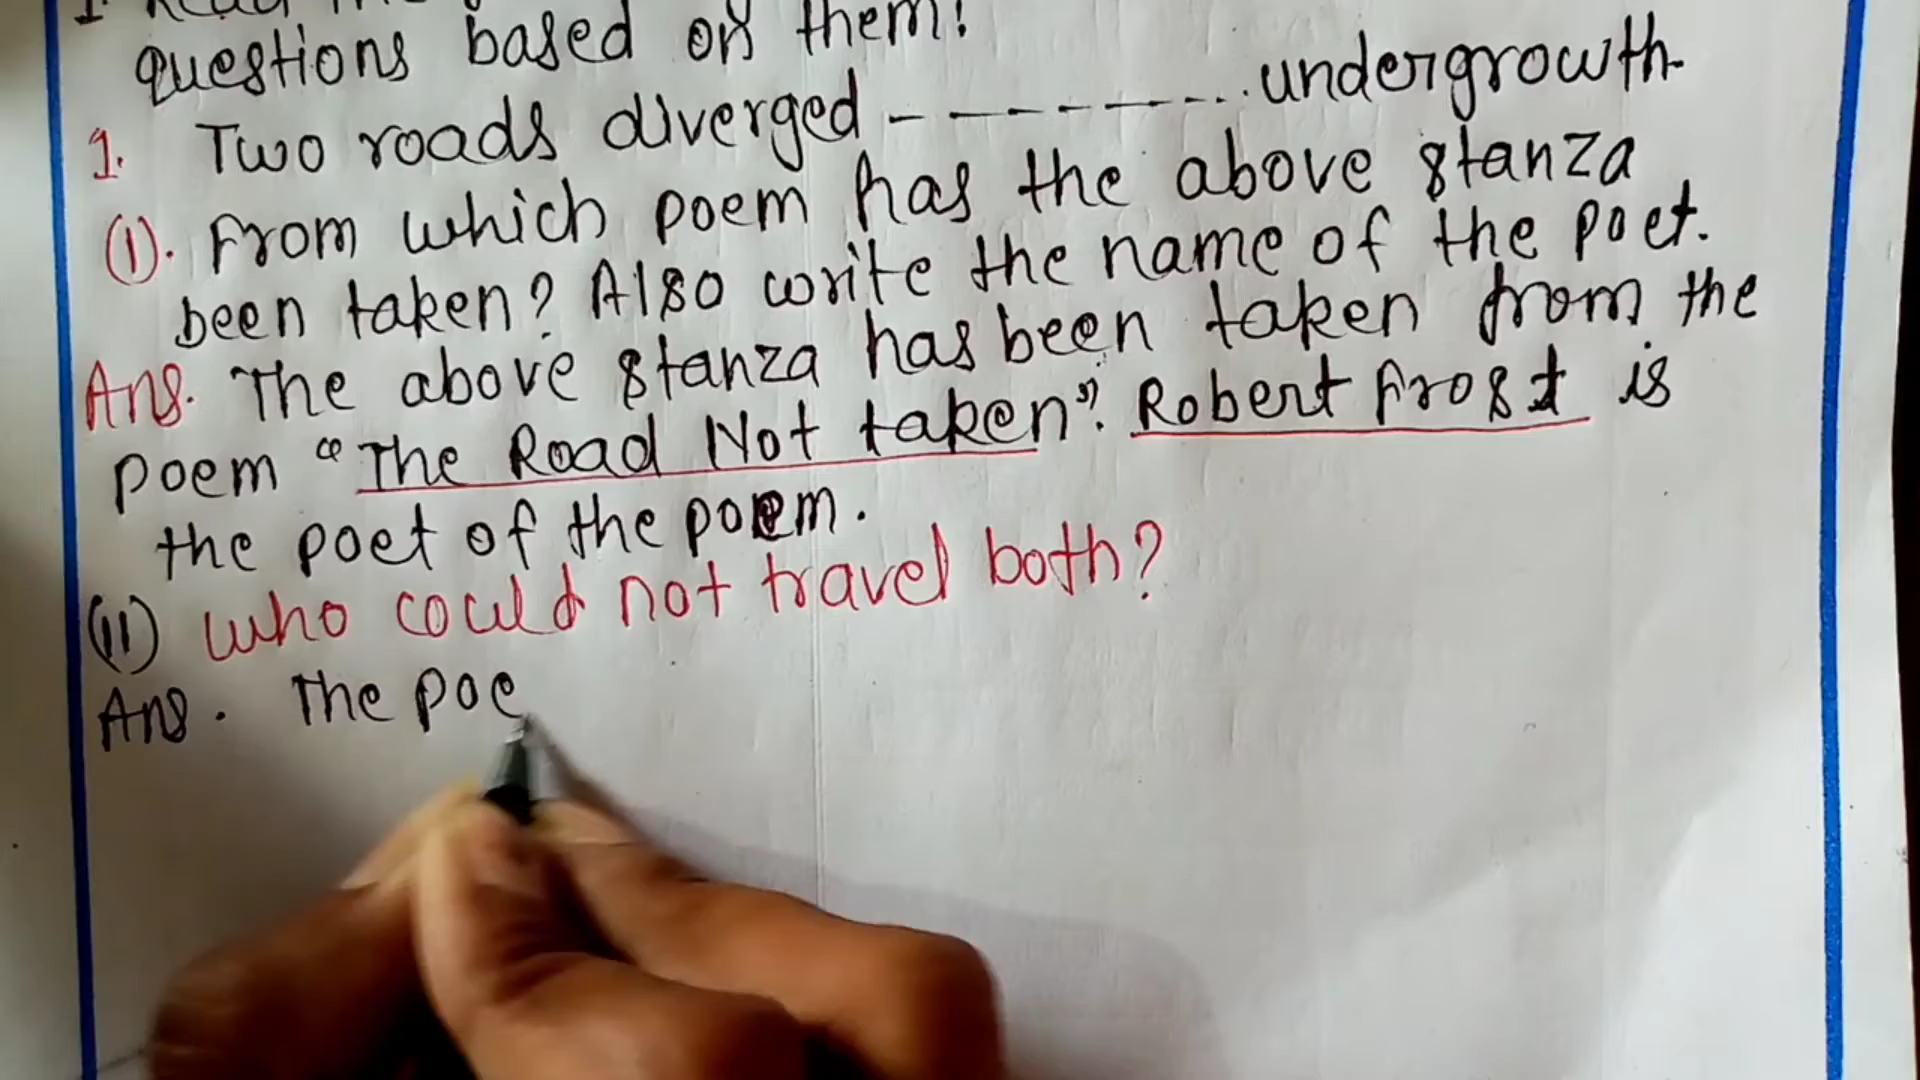 questions based on them!
1. Two roads diverged - - - - - - - - .. undergrowth.
(i). From which poem has the above stanza
been taken? Also write the name of the poet.
Ans. The above stanza has been taken from the
poem "The Road Not taken". Robert Frost is
the poet of the poem.
(ii) who could not travel both?
Ans. The poe